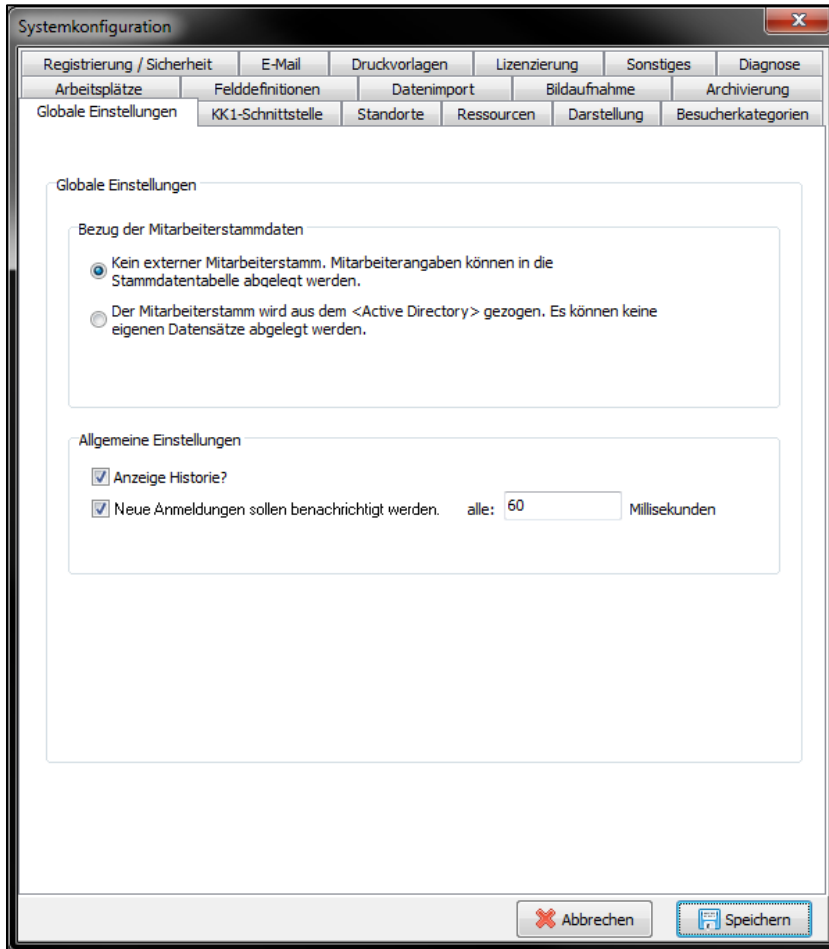 Systemkonfiguration
Registrierung / Sicherheit E-Mail Druckvorlagen Lizenzierung Sonstiges Diagnose
Arbeitsplätze Felddefinitionen Datenimport Bildaufnahme Archivierung
Globale Einstellungen KK1-Schnittstelle Standorte Ressourcen Darstellung Besucherkategorien
Globale Einstellungen
Bezug der Mitarbeiterstammdaten
Kein externer Mitarbeiterstamm. Mitarbeiterangaben können in die
Stammdatentabelle abgelegt werden.
Der Mitarbeiterstamm wird aus dem <Active Directory> gezogen. Es können keine
eigenen Datensätze abgelegt werden.
Allgemeine Einstellungen
Anzeige Historie?
Neue Anmeldungen sollen benachrichtigt werden. alle: 60 Millisekunden
Abbrechen Speichern